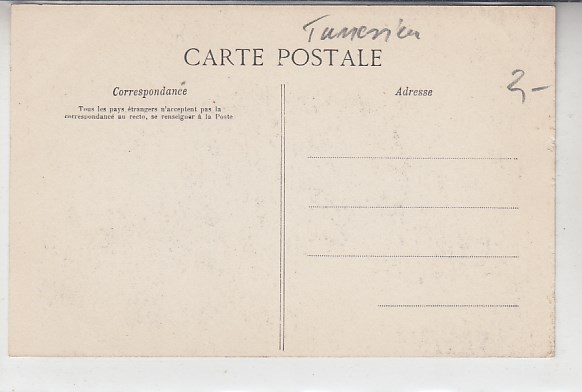 Tunesien
CARTE POSTALE
Correspondance
Tous les pays étrangers n'acceptent pas la
correspondance au recto, se renseigner à la Poste
Adresse
2,-